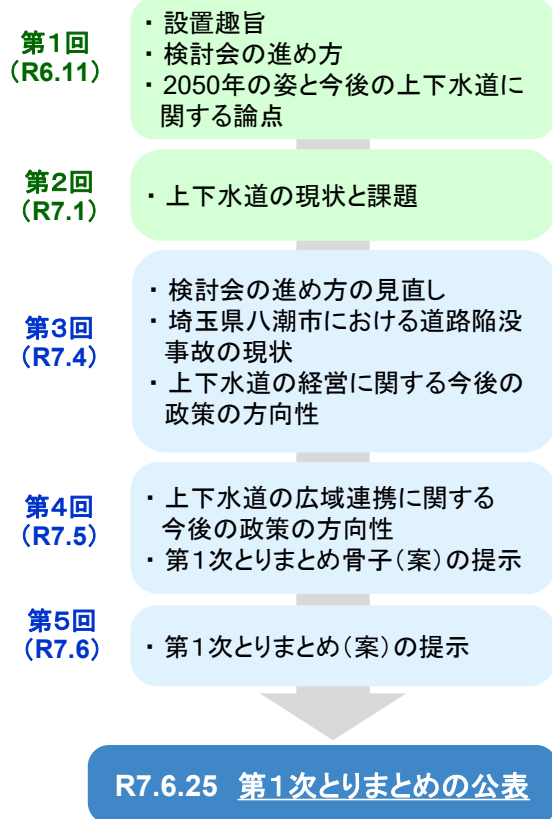 第1回
(R6.11)
・ 設置趣旨
・ 検討会の進め方
・ 2050年の姿と今後の上下水道に
関する論点
第2回
(R7.1)
・ 上下水道の現状と課題
第3回
(R7.4)
・ 検討会の進め方の見直し
・ 埼玉県八潮市における道路陥没
事故の現状
・ 上下水道の経営に関する今後の
政策の方向性
第4回
(R7.5)
・ 上下水道の広域連携に関する
今後の政策の方向性
・ 第1次とりまとめ骨子(案)の提示
第5回
(R7.6)
・ 第1次とりまとめ(案)の提示
R7.6.25 第1次とりまとめの公表